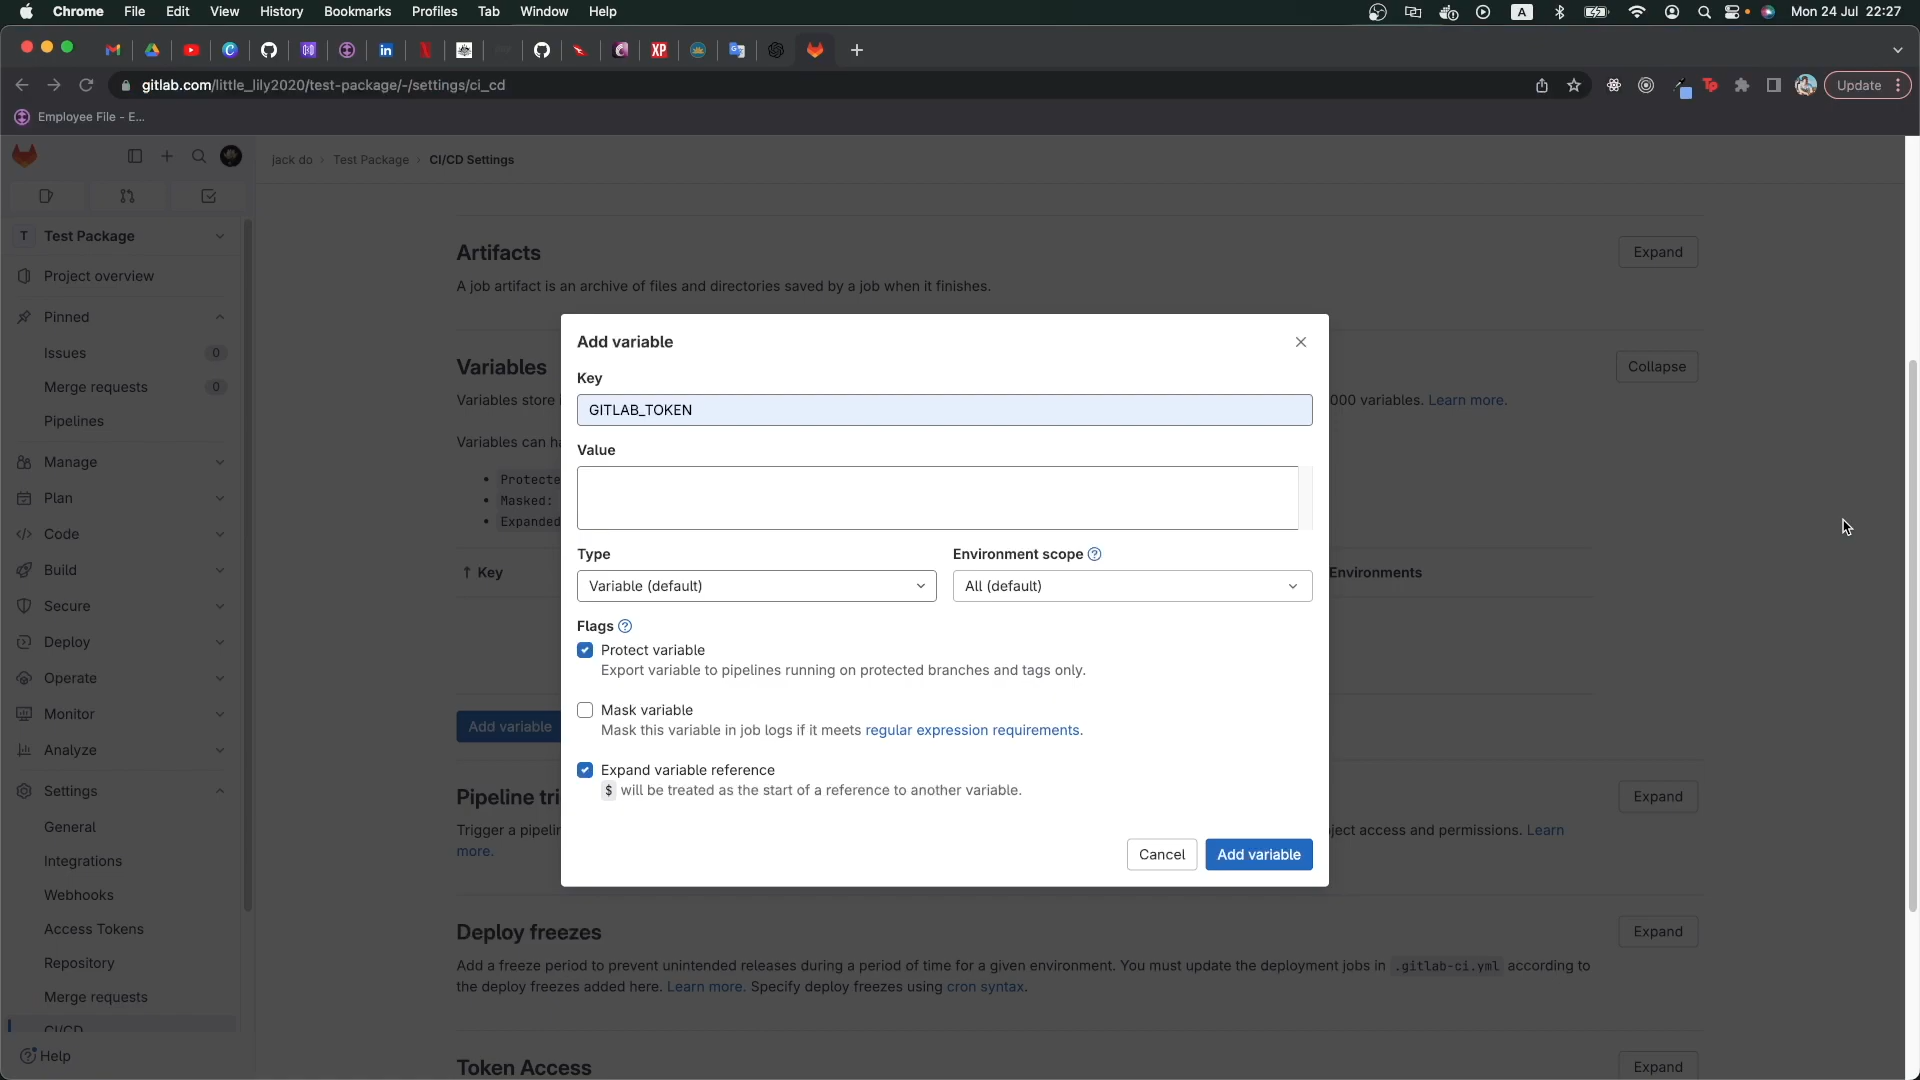 Chrome File Edit View History Bookmarks Profiles Tab Window Help A Mon 24 Jul 22:27
XP
gitlab.com/little_lily2020/test-package/-/settings/ci_cd Update
Employee File - E...
jack do › Test Package › CI/CD Settings
T Test Package
Project overview
Pinned
Issues 0
Merge requests 0
Pipelines
Manage
Plan
Code
Build
Secure
Deploy
Operate
Monitor
Analyze
Settings
General
Integrations
Webhooks
Access Tokens
Repository
Merge requests
CI/CD
Help
Artifacts Expand
A job artifact is an archive of files and directories saved by a job when it finishes.
Variables Collapse
Variables store 000 variables. Learn more.
Variables can
Protecte
Masked:
Expanded
↑ Key Environments
Add variable
Add variable
Key
GITLAB_TOKEN
Value
Type Environment scope
Variable (default) All (default)
Flags
Protect variable
Export variable to pipelines running on protected branches and tags only.
Mask variable
Mask this variable in job logs if it meets regular expression requirements.
Expand variable reference
$ will be treated as the start of a reference to another variable.
Cancel Add variable
Pipeline tri Expand
Trigger a pipelin ject access and permissions. Learn
more.
Deploy freezes Expand
Add a freeze period to prevent unintended releases during a period of time for a given environment. You must update the deployment jobs in .gitlab-ci.yml according to
the deploy freezes added here. Learn more. Specify deploy freezes using cron syntax.
Token Access Expand